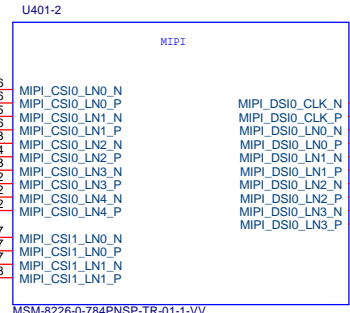 U401-2
MIPI
MIPI_CSI0_LN0_N
MIPI_CSI0_LN0_P
MIPI_CSI0_LN1_N
MIPI_CSI0_LN1_P
MIPI_CSI0_LN2_N
MIPI_CSI0_LN2_P
MIPI_CSI0_LN3_N
MIPI_CSI0_LN3_P
MIPI_CSI0_LN4_N
MIPI_CSI0_LN4_P
MIPI_CSI1_LN0_N
MIPI_CSI1_LN0_P
MIPI_CSI1_LN1_N
MIPI_CSI1_LN1_P
MIPI_DSI0_CLK_N
MIPI_DSI0_CLK_P
MIPI_DSI0_LN0_N
MIPI_DSI0_LN0_P
MIPI_DSI0_LN1_N
MIPI_DSI0_LN1_P
MIPI_DSI0_LN2_N
MIPI_DSI0_LN2_P
MIPI_DSI0_LN3_N
MIPI_DSI0_LN3_P
MSM-8226-0-784PNSP-TR-01-1-VV